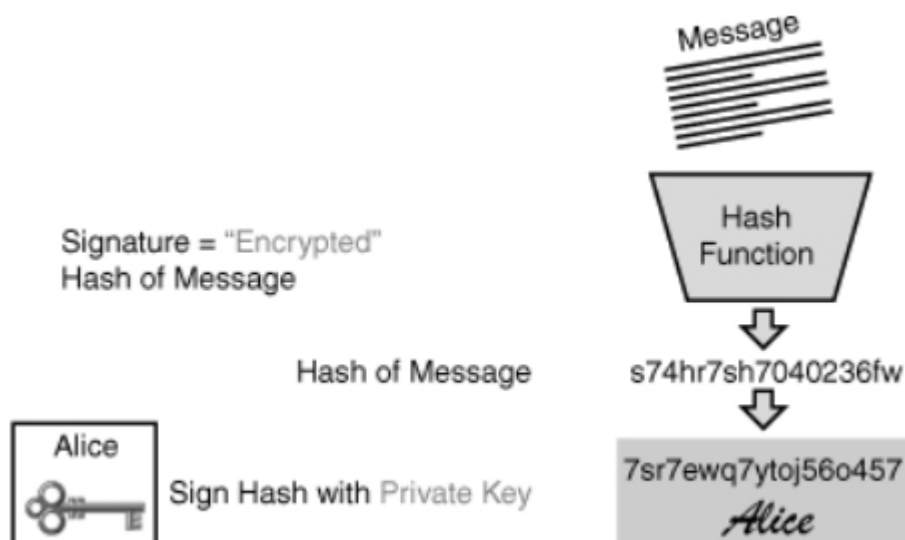 Message
Hash
Function
Signature = “Encrypted”
Hash of Message
Hash of Message
s74hr7sh7040236fw
Alice
Sign Hash with Private Key
7sr7ewq7ytoj56o457
Alice